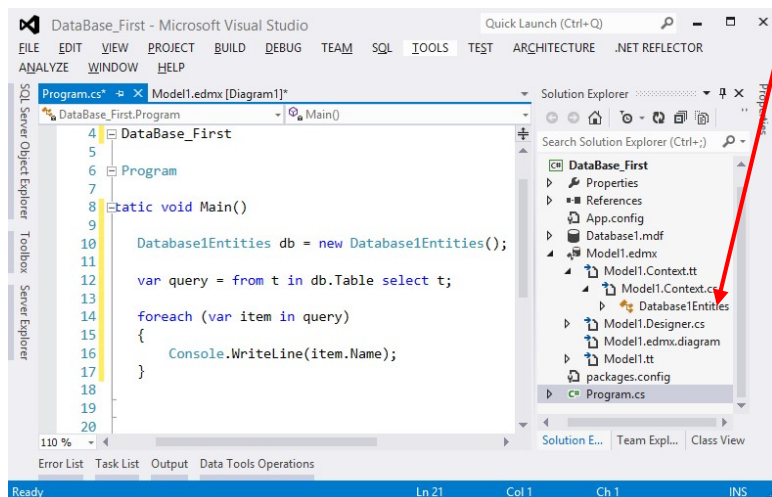 DataBase_First - Microsoft Visual Studio
Quick Launch (Ctrl+Q)
FILE EDIT VIEW PROJECT BUILD DEBUG TEAM SQL TOOLS TEST ARCHITECTURE .NET REFLECTOR
ANALYZE WINDOW HELP
SQL Server Object Explorer
Toolbox
Server Explorer
Program.cs* Model1.edmx [Diagram1]*
DataBase_First.Program Main()
4 DataBase_First
5
6 Program
7
8 tatic void Main()
9
10 Database1Entities db = new Database1Entities();
11
12 var query = from t in db.Table select t;
13
14 foreach (var item in query)
15 {
16 Console.WriteLine(item.Name);
17 }
18
19
20
110 %
Solution Explorer
Search Solution Explorer (Ctrl+;)
DataBase_First
Properties
References
App.config
Database1.mdf
Model1.edmx
Model1.Context.tt
Model1.Context.cs
Database1Entities
Model1.Designer.cs
Model1.edmx.diagram
Model1.tt
packages.config
Program.cs
Solution E... Team Expl... Class View
Properties
Error List Task List Output Data Tools Operations
Ready Ln 21 Col 1 Ch 1 INS